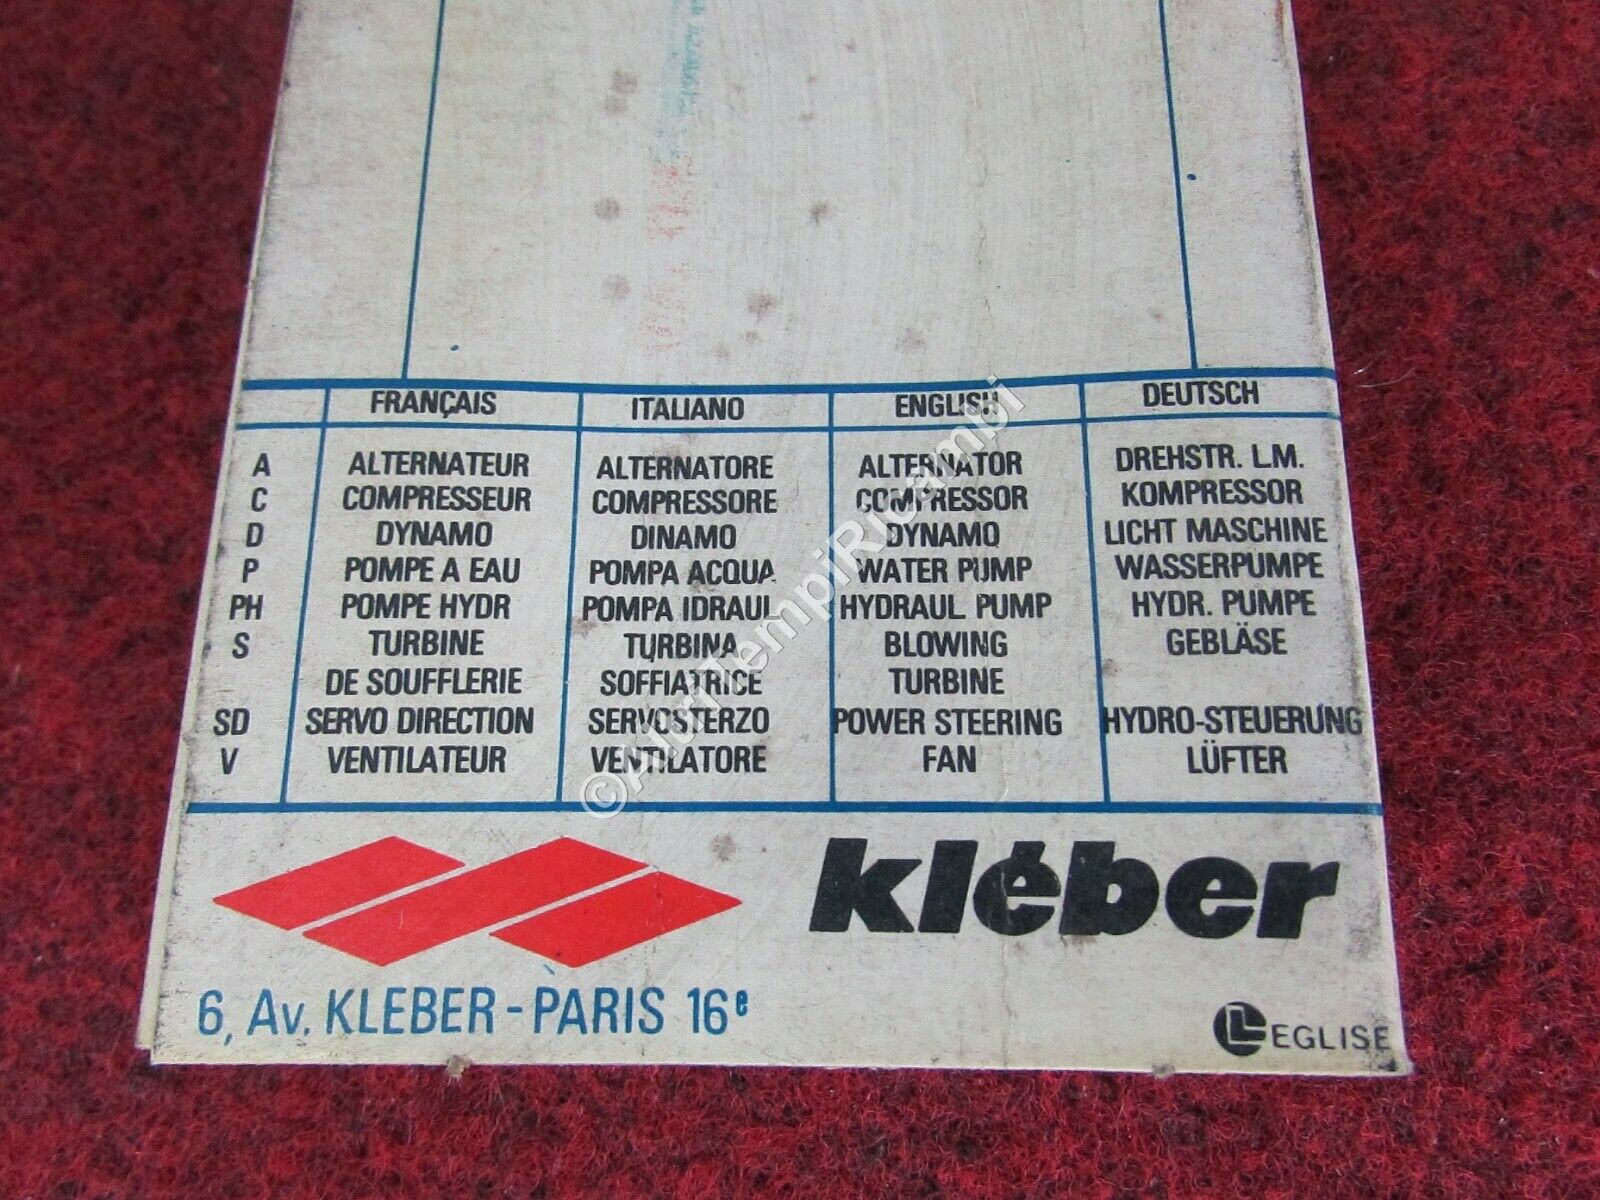 FRANÇAIS ITALIANO ENGLISH DEUTSCH
A ALTERNATEUR ALTERNATORE ALTERNATOR DREHSTR. L.M.
C COMPRESSEUR COMPRESSORE COMPRESSOR KOMPRESSOR
D DYNAMO DINAMO DYNAMO LICHT MASCHINE
P POMPE A EAU POMPA ACQUA WATER PUMP WASSERPUMPE
PH POMPE HYDR POMPA IDRAUL HYDRAUL. PUMP HYDR. PUMPE
S TURBINE TURBINA BLOWING GEBLÄSE
DE SOUFFLERIE SOFFIATRICE TURBINE
SD SERVO DIRECTION SERVOSTERZO POWER STEERING HYDRO-STEUERUNG
V VENTILATEUR VENTILATORE FAN LÜFTER
kléber
6, Av. KLEBER - PARIS 16e
LEGLISE
©AltriTempiRicambi